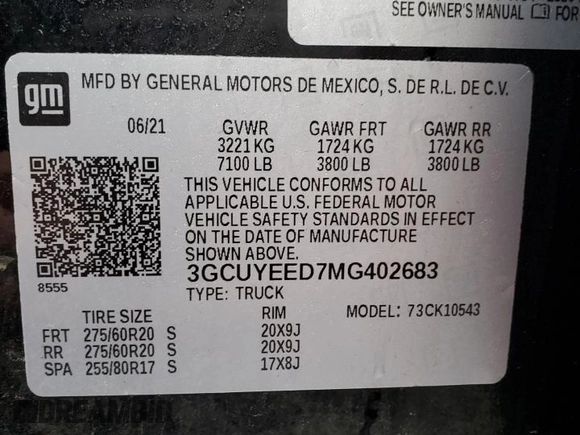 SEE OWNER'S MANUAL FOR
gm
MFD BY GENERAL MOTORS DE MEXICO, S. DE R.L. DE C.V.
06/21 GVWR GAWR FRT GAWR RR
3221 KG 1724 KG 1724 KG
7100 LB 3800 LB 3800 LB
THIS VEHICLE CONFORMS TO ALL
APPLICABLE U.S. FEDERAL MOTOR
VEHICLE SAFETY STANDARDS IN EFFECT
ON THE DATE OF MANUFACTURE
SHOWN ABOVE.
8555
3GCUYEED7MG402683
TYPE: TRUCK
TIRE SIZE RIM MODEL: 73CK10543
FRT 275/60R20 S 20X9J
RR 275/60R20 S 20X9J
SPA 255/80R17 S 17X8J
DREAMBID